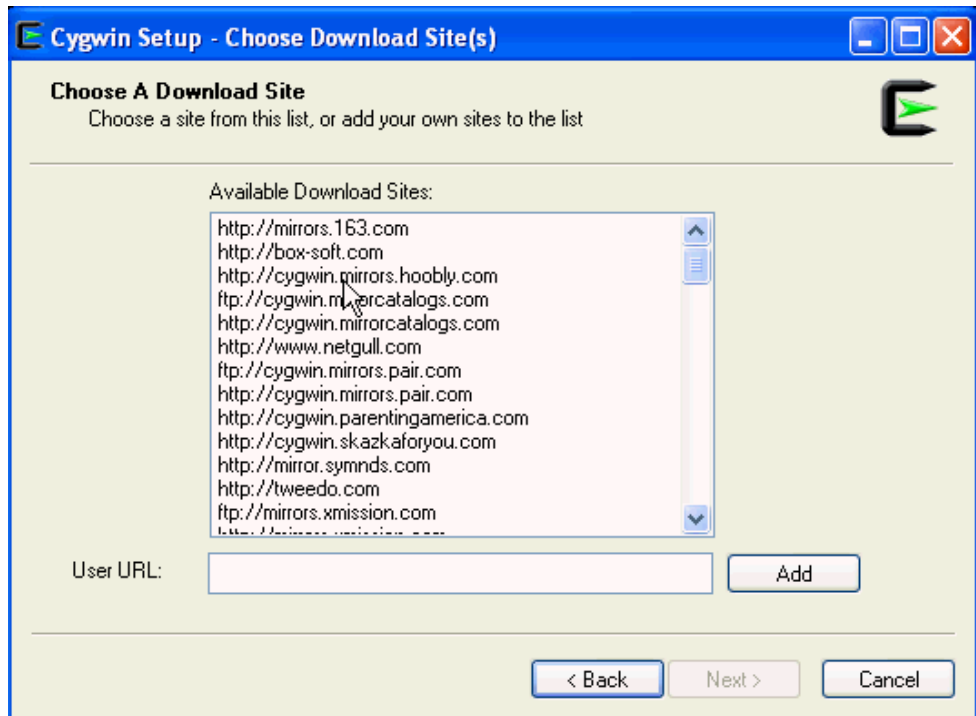 Cygwin Setup - Choose Download Site(s)
Choose A Download Site
Choose a site from this list, or add your own sites to the list
Available Download Sites:
http://mirrors.163.com
http://box-soft.com
http://cygwin.mirrors.hoobly.com
ftp://cygwin.mirrorcatalogs.com
http://cygwin.mirrorcatalogs.com
http://www.netgull.com
ftp://cygwin.mirrors.pair.com
http://cygwin.mirrors.pair.com
http://cygwin.parentingamerica.com
http://cygwin.skazkaforyou.com
http://mirror.symnds.com
http://tweedo.com
ftp://mirrors.xmission.com
User URL:
Add
< Back
Next >
Cancel